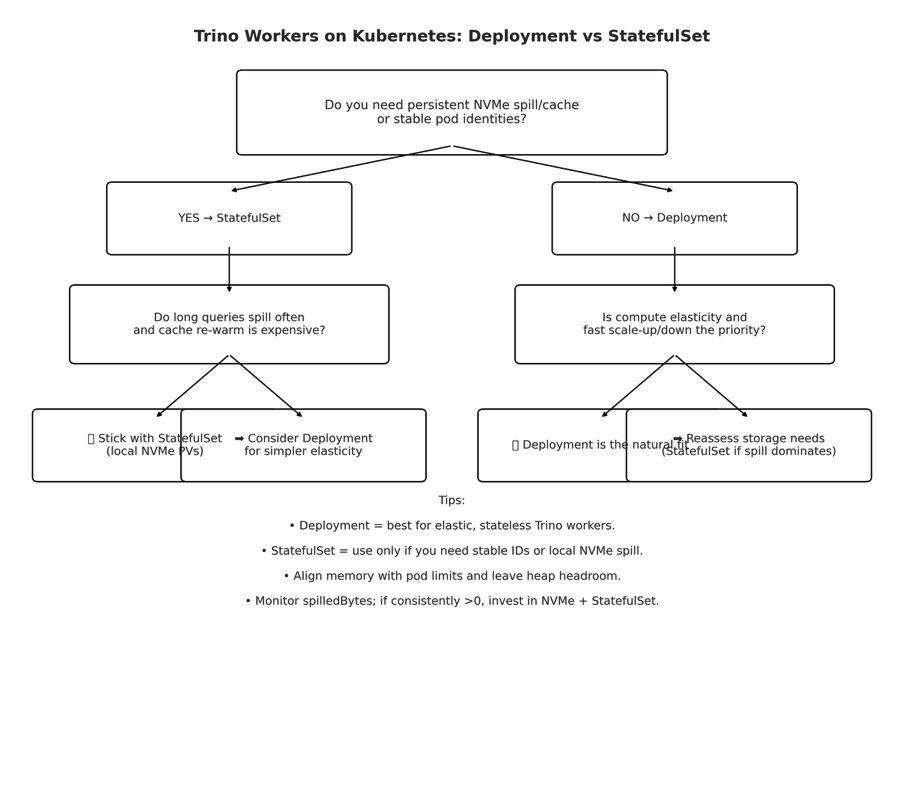 Trino Workers on Kubernetes: Deployment vs StatefulSet
Do you need persistent NVMe spill/cache
or stable pod identities?
YES → StatefulSet
NO → Deployment
Do long queries spill often
and cache re-warm is expensive?
Is compute elasticity and
fast scale-up/down the priority?
▯ Stick with StatefulSet
(local NVMe PVs)
➡ Consider Deployment
for simpler elasticity
▯ Deployment is the natural fit
➡ Reassess storage needs
(StatefulSet if spill dominates)
Tips:
• Deployment = best for elastic, stateless Trino workers.
• StatefulSet = use only if you need stable IDs or local NVMe spill.
• Align memory with pod limits and leave heap headroom.
• Monitor spilledBytes; if consistently >0, invest in NVMe + StatefulSet.